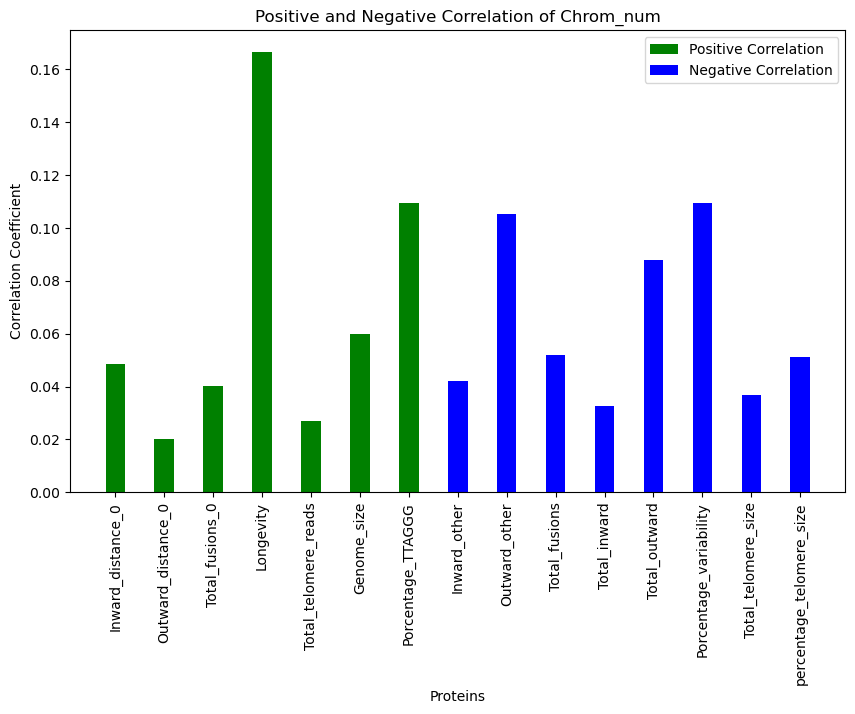 Positive and Negative Correlation of Chrom_num
Positive Correlation
Negative Correlation
Correlation Coefficient
0.16
0.14
0.12
0.10
0.08
0.06
0.04
0.02
0.00
Inward_distance_0
Outward_distance_0
Total_fusions_0
Longevity
Total_telomere_reads
Genome_size
Porcentage_TTAGGG
Inward_other
Outward_other
Total_fusions
Total_inward
Total_outward
Porcentage_variability
Total_telomere_size
percentage_telomere_size
Proteins